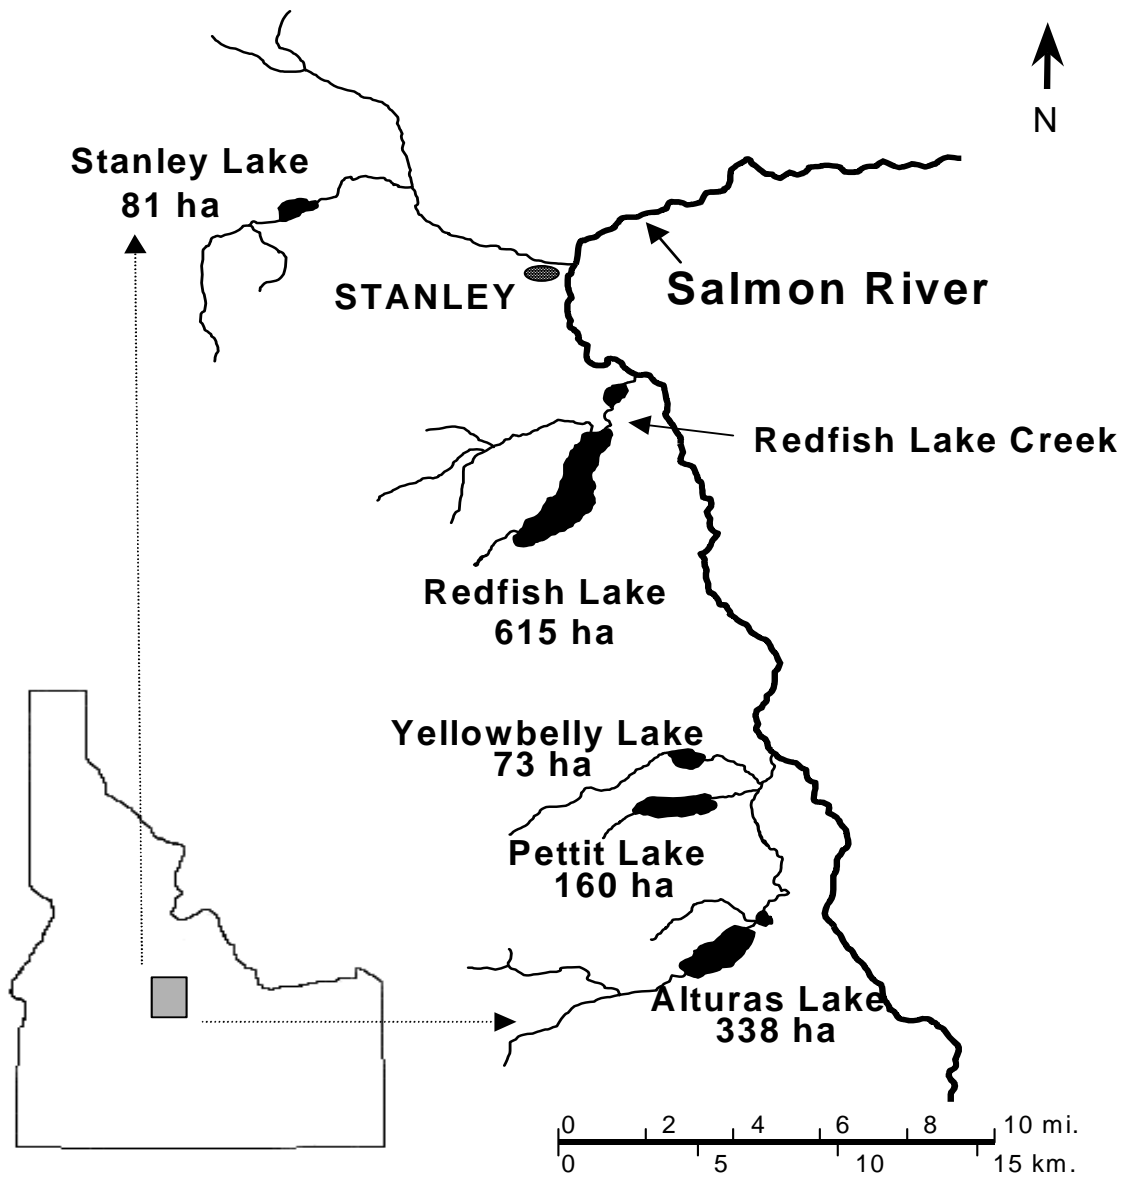 N
Stanley Lake
81 ha
STANLEY
Salmon River
Redfish Lake Creek
Redfish Lake
615 ha
Yellowbelly Lake
73 ha
Pettit Lake
160 ha
Alturas Lake
338 ha
0 2 4 6 8 10 mi.
0 5 10 15 km.